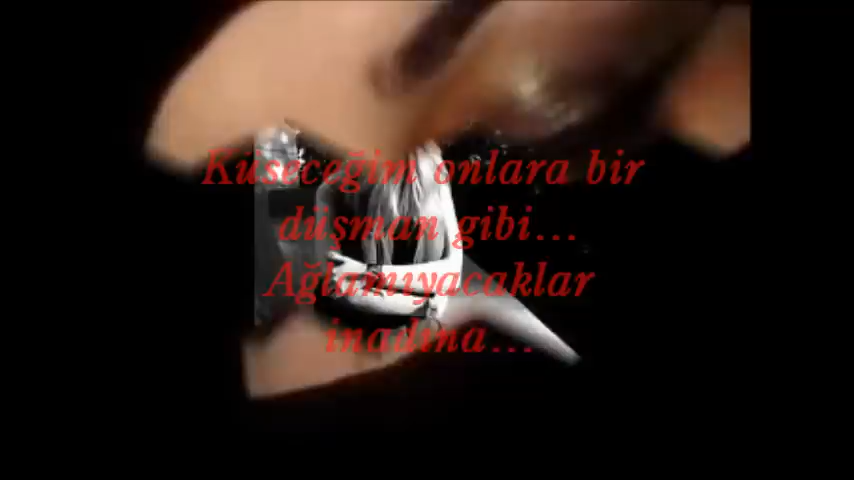 Küseceğim onlara bir
düşman gibi...
Ağlamıyacaklar
inadına...